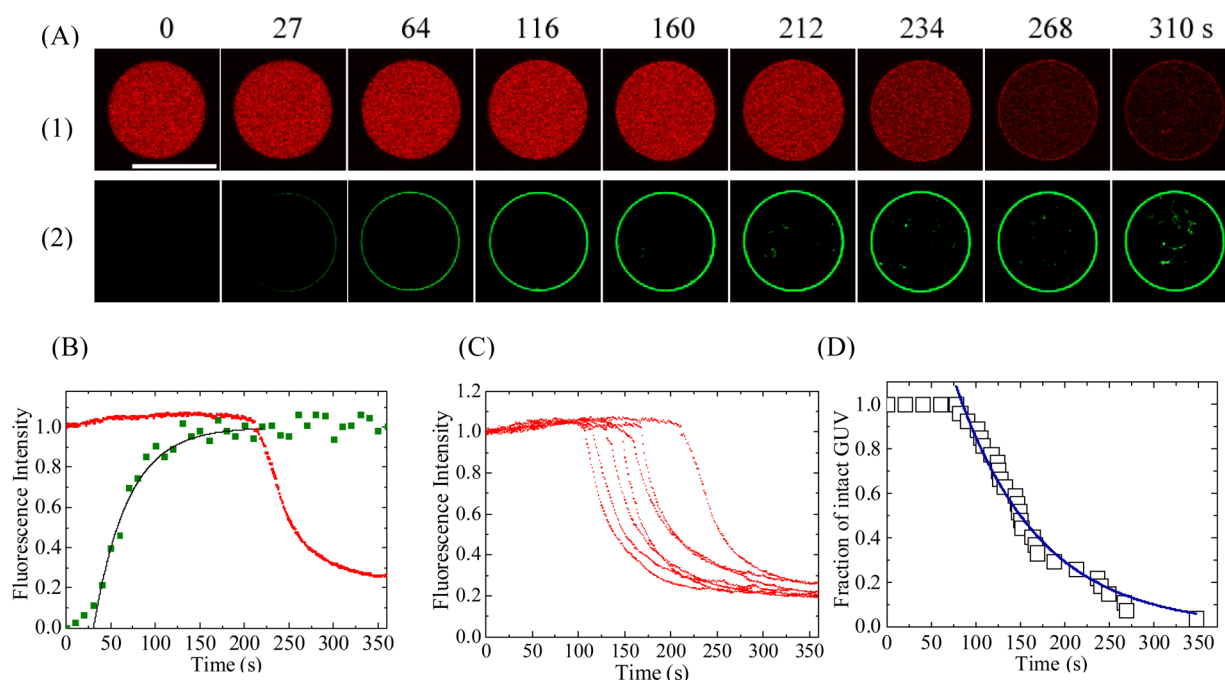 (A) 0 27 64 116 160 212 234 268 310 s
(1)
(2)
(B) (C) (D)
Fluorescence Intensity
1.0
0.8
0.6
0.4
0.2
0.0
0 50 100 150 200 250 300 350
Time (s)
Fluorescence Intensity
1.2
1.0
0.8
0.6
0.4
0.2
0.0
0 50 100 150 200 250 300 350
Time (s)
Fraction of intact GUV
1.0
0.8
0.6
0.4
0.2
0.0
0 50 100 150 200 250 300 350
Time (s)